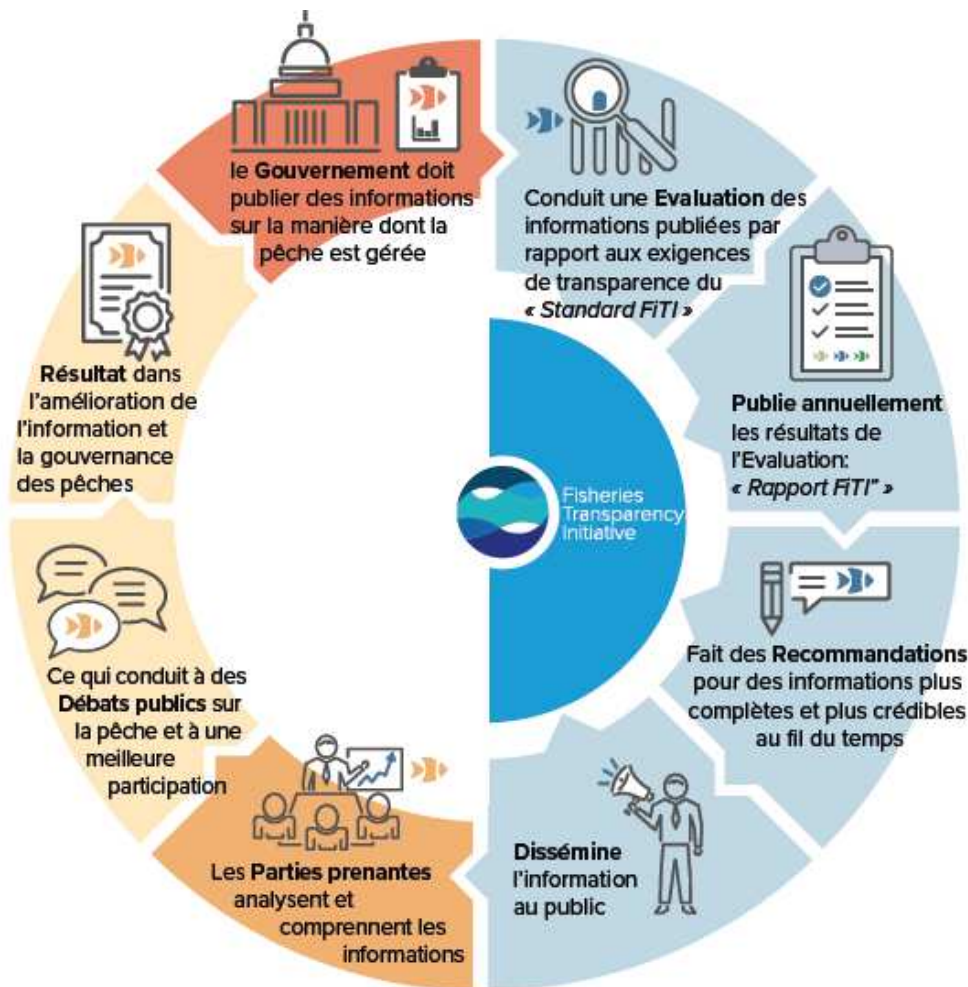 le Gouvernement doit
publier des informations
sur la manière dont la
pêche est gérée
Conduit une Evaluation des
informations publiées par
rapport aux exigences
de transparence du
« Standard FiTI »
Publie annuellement
les résultats de
l'Evaluation:
« Rapport FiTI" »
Fait des Recommandations
pour des informations plus
complètes et plus crédibles
au fil du temps
Dissémine
l'information
au public
Les Parties prenantes
analysent et
comprennent les
informations
Ce qui conduit à des
Débats publics sur
la pêche et à une
meilleure
participation
Résultat dans
l'amélioration de
l'information et
la gouvernance
des pêches
Fisheries
Transparency
Initiative